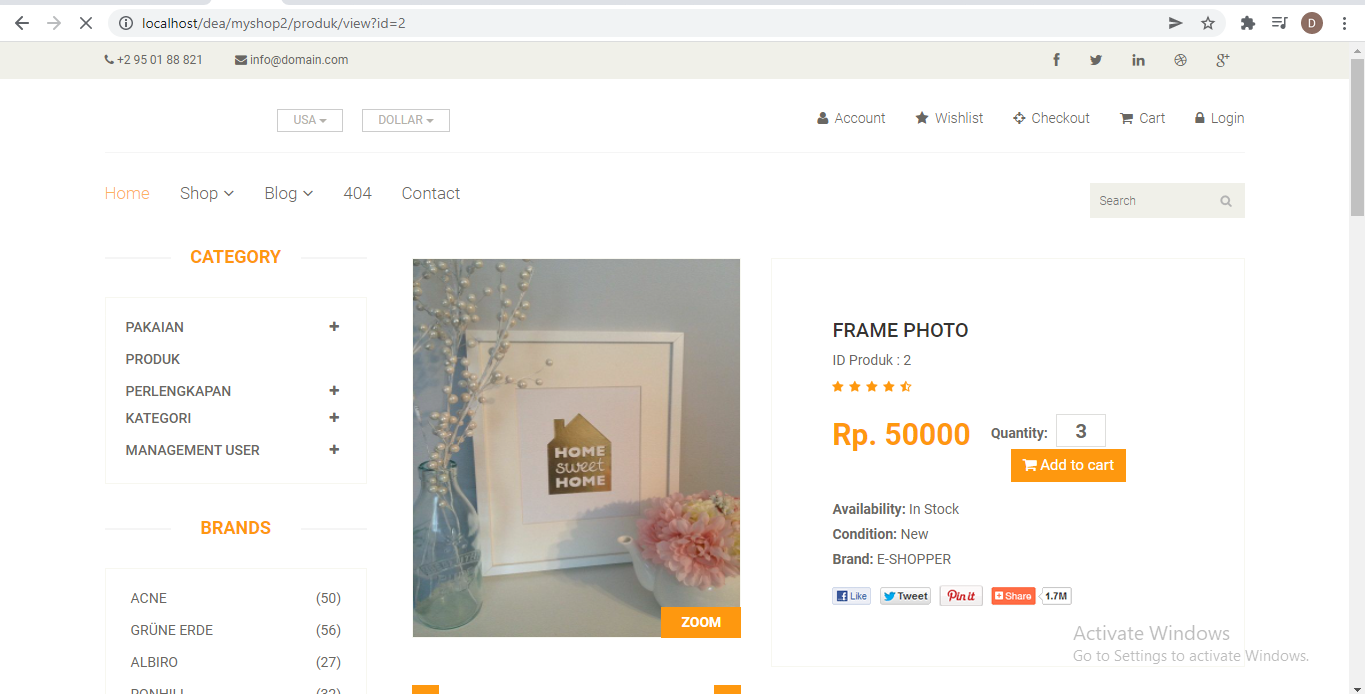 localhost/dea/myshop2/produk/view?id=2
D
+2 95 01 88 821
info@domain.com
USA
DOLLAR
Account
Wishlist
Checkout
Cart
Login
Home
Shop
Blog
404
Contact
Search
CATEGORY
PAKAIAN
PRODUK
PERLENGKAPAN
KATEGORI
MANAGEMENT USER
BRANDS
ACNE (50)
GRÜNE ERDE (56)
ALBIRO (27)
RONHILL (32)
HOME
sweet
HOME
ZOOM
FRAME PHOTO
ID Produk : 2
Rp. 50000
Quantity: 3
Add to cart
Availability: In Stock
Condition: New
Brand: E-SHOPPER
Like
Tweet
Pin it
Share
1.7M
Activate Windows
Go to Settings to activate Windows.